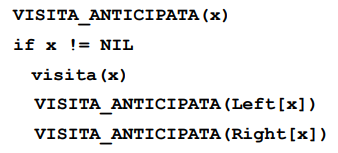 VISITA_ANTICIPATA(x)
if x != NIL
visita(x)
VISITA_ANTICIPATA(Left[x])
VISITA_ANTICIPATA(Right[x])